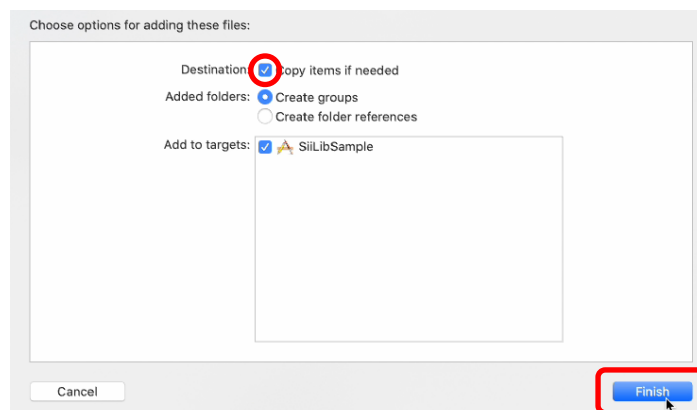 Choose options for adding these files:
Destination: Copy items if needed
Added folders: Create groups
Create folder references
Add to targets: SiiLibSample
Cancel Finish